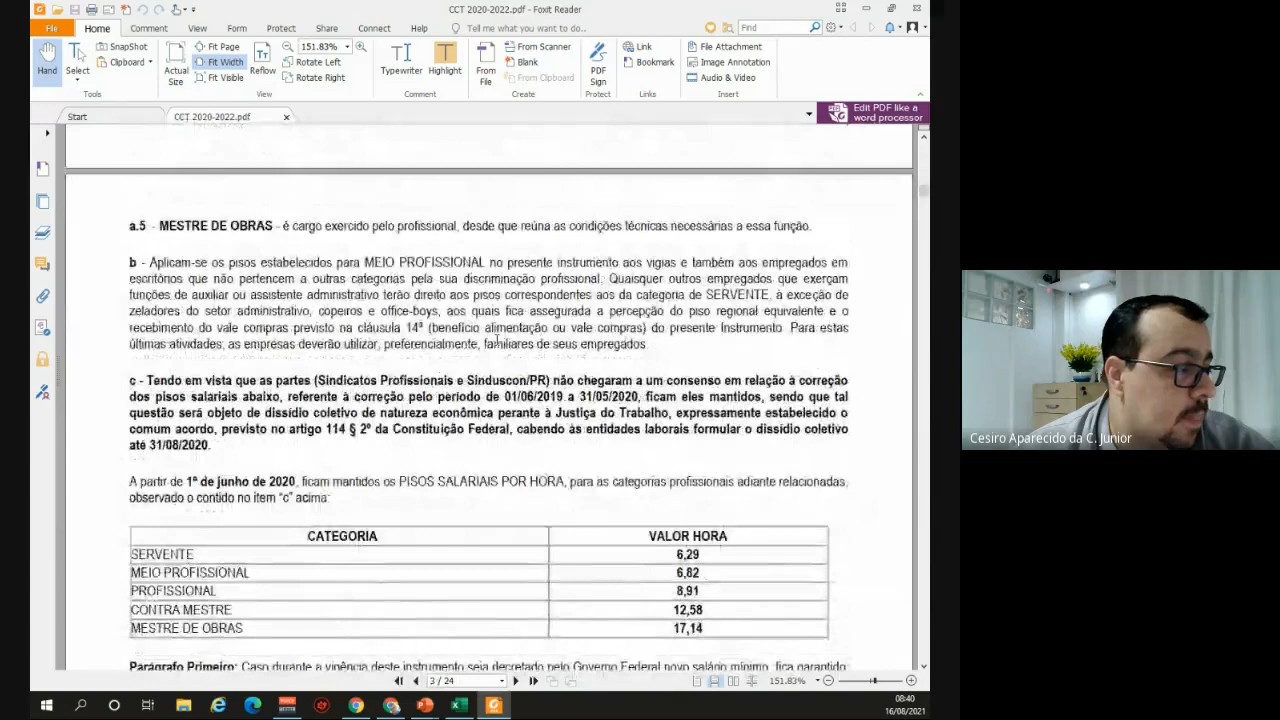 CCT 2020-2022.pdf - Foxit Reader
File Home Comment View Form Protect Share Connect Help Tell me what you want to do... Find
Hand Select SnapShot Clipboard Actual Size Fit Page Fit Width Fit Visible Reflow 151.83% Rotate Left Rotate Right Typewriter Highlight From File From Scanner Blank From Clipboard PDF Sign Link Bookmark File Attachment Image Annotation Audio & Video
Tools View Comment Create Protect Links Insert
Start CCT 2020-2022.pdf Edit PDF like a word processor
a.5 - MESTRE DE OBRAS - é cargo exercido pelo profissional, desde que reúna as condições técnicas necessárias a essa função.
b - Aplicam-se os pisos estabelecidos para MEIO PROFISSIONAL no presente instrumento aos vigias e também aos empregados em
escritórios que não pertencem a outras categorias pela sua discriminação profissional. Quaisquer outros empregados que exerçam
funções de auxiliar ou assistente administrativo terão direito aos pisos correspondentes aos da categoria de SERVENTE, à exceção de
zeladores do setor administrativo, copeiros e office-boys, aos quais fica assegurada a percepção do piso regional equivalente e o
recebimento do vale compras previsto na cláusula 14ª (benefício alimentação ou vale compras) do presente Instrumento. Para estas
últimas atividades, as empresas deverão utilizar, preferencialmente, familiares de seus empregados.
c - Tendo em vista que as partes (Sindicatos Profissionais e Sinduscon/PR) não chegaram a um consenso em relação à correção
dos pisos salariais abaixo, referente à correção pelo período de 01/06/2019 a 31/05/2020, ficam eles mantidos, sendo que tal
questão será objeto de dissídio coletivo de natureza econômica perante à Justiça do Trabalho, expressamente estabelecido o
comum acordo, previsto no artigo 114 § 2º da Constituição Federal, cabendo às entidades laborais formular o dissídio coletivo
até 31/08/2020.
A partir de 1º de junho de 2020, ficam mantidos os PISOS SALARIAIS POR HORA, para as categorias profissionais adiante relacionadas,
observado o contido no item "c" acima:
CATEGORIA VALOR HORA
SERVENTE 6,29
MEIO PROFISSIONAL 6,82
PROFISSIONAL 8,91
CONTRA MESTRE 12,58
MESTRE DE OBRAS 17,14
Parágrafo Primeiro: Caso durante a vigência deste instrumento seja decretado pelo Governo Federal novo salário mínimo, fica garantido
3 / 24 151.83%
08:40
16/08/2021
Cesiro Aparecido da C. Junior